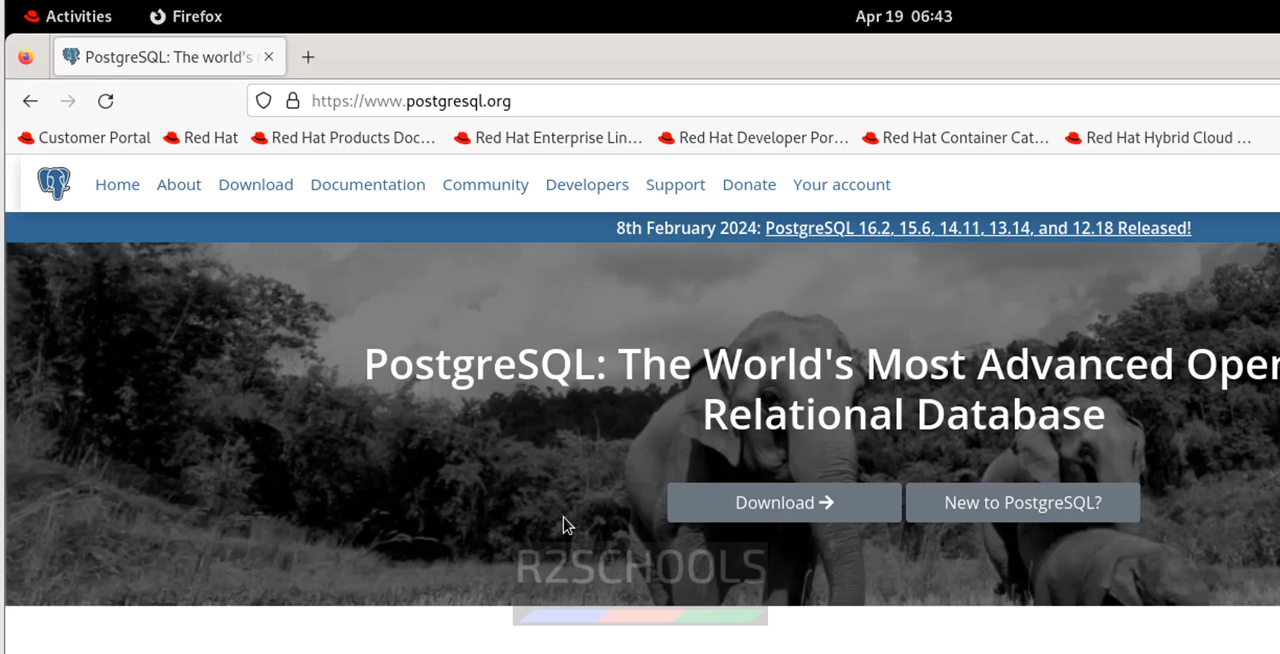 Activities Firefox Apr 19 06:43
PostgreSQL: The world's
https://www.postgresql.org
Customer Portal Red Hat Red Hat Products Doc... Red Hat Enterprise Lin... Red Hat Developer Por... Red Hat Container Cat... Red Hat Hybrid Cloud ...
Home About Download Documentation Community Developers Support Donate Your account
8th February 2024: PostgreSQL 16.2, 15.6, 14.11, 13.14, and 12.18 Released!
PostgreSQL: The World's Most Advanced Open
Relational Database
Download New to PostgreSQL?
R2SCHOOLS